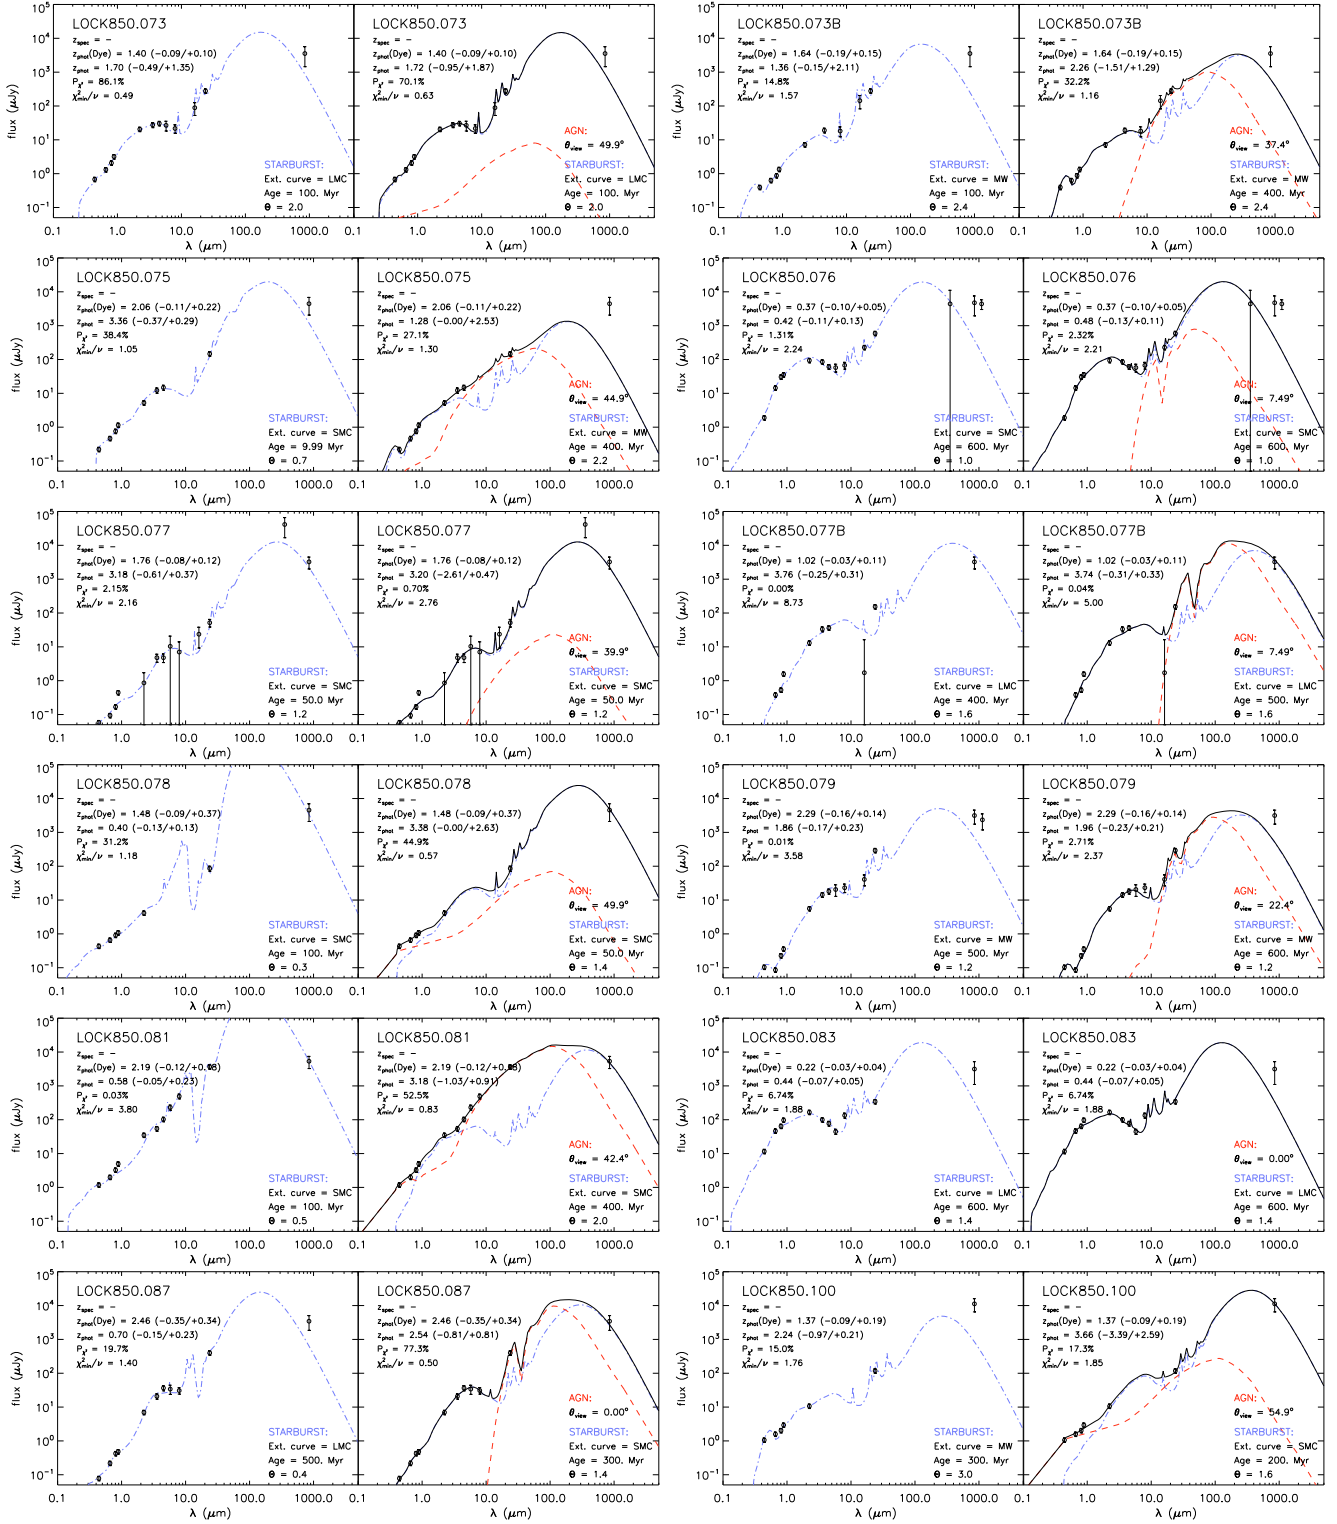 LOCK850.073
z_spec = –
z_phot(Dye) = 1.40 (-0.09/+0.10)
z_phot = 1.70 (-0.49/+1.35)
P_χ² = 86.1%
χ²_min/ν = 0.49
STARBURST:
Ext. curve = LMC
Age = 100. Myr
Θ = 2.0
LOCK850.073
z_spec = –
z_phot(Dye) = 1.40 (-0.09/+0.10)
z_phot = 1.72 (-0.95/+1.87)
P_χ² = 70.1%
χ²_min/ν = 0.63
AGN:
θ_view = 49.9°
STARBURST:
Ext. curve = LMC
Age = 100. Myr
Θ = 2.0
LOCK850.073B
z_spec = –
z_phot(Dye) = 1.64 (-0.19/+0.15)
z_phot = 1.36 (-0.15/+2.11)
P_χ² = 14.8%
χ²_min/ν = 1.57
STARBURST:
Ext. curve = MW
Age = 100. Myr
Θ = 2.4
LOCK850.073B
z_spec = –
z_phot(Dye) = 1.64 (-0.19/+0.15)
z_phot = 2.26 (-1.51/+1.29)
P_χ² = 32.2%
χ²_min/ν = 1.16
AGN:
θ_view = 37.4°
STARBURST:
Ext. curve = MW
Age = 400. Myr
Θ = 2.4
LOCK850.075
z_spec = –
z_phot(Dye) = 2.06 (-0.11/+0.22)
z_phot = 3.36 (-0.37/+0.29)
P_χ² = 38.4%
χ²_min/ν = 1.05
STARBURST:
Ext. curve = SMC
Age = 9.99 Myr
Θ = 0.7
LOCK850.075
z_spec = –
z_phot(Dye) = 2.06 (-0.11/+0.22)
z_phot = 1.28 (-0.00/+2.53)
P_χ² = 27.1%
χ²_min/ν = 1.30
AGN:
θ_view = 44.9°
STARBURST:
Ext. curve = MW
Age = 400. Myr
Θ = 2.2
LOCK850.076
z_spec = –
z_phot(Dye) = 0.37 (-0.10/+0.05)
z_phot = 0.42 (-0.11/+0.13)
P_χ² = 1.31%
χ²_min/ν = 2.24
STARBURST:
Ext. curve = SMC
Age = 600. Myr
Θ = 1.0
LOCK850.076
z_spec = –
z_phot(Dye) = 0.37 (-0.10/+0.05)
z_phot = 0.48 (-0.13/+0.11)
P_χ² = 2.32%
χ²_min/ν = 2.21
AGN:
θ_view = 7.49°
STARBURST:
Ext. curve = SMC
Age = 600. Myr
Θ = 1.0
LOCK850.077
z_spec = –
z_phot(Dye) = 1.76 (-0.08/+0.12)
z_phot = 3.18 (-0.61/+0.37)
P_χ² = 2.15%
χ²_min/ν = 2.16
STARBURST:
Ext. curve = SMC
Age = 50.0 Myr
Θ = 1.2
LOCK850.077
z_spec = –
z_phot(Dye) = 1.76 (-0.08/+0.12)
z_phot = 3.20 (-2.61/+0.47)
P_χ² = 0.70%
χ²_min/ν = 2.76
AGN:
θ_view = 39.9°
STARBURST:
Ext. curve = SMC
Age = 50.0 Myr
Θ = 1.2
LOCK850.077B
z_spec = –
z_phot(Dye) = 1.02 (-0.03/+0.11)
z_phot = 3.76 (-0.25/+0.31)
P_χ² = 0.00%
χ²_min/ν = 8.73
STARBURST:
Ext. curve = LMC
Age = 400. Myr
Θ = 1.6
LOCK850.077B
z_spec = –
z_phot(Dye) = 1.02 (-0.03/+0.11)
z_phot = 3.74 (-0.31/+0.33)
P_χ² = 0.04%
χ²_min/ν = 5.00
AGN:
θ_view = 7.49°
STARBURST:
Ext. curve = LMC
Age = 500. Myr
Θ = 1.6
LOCK850.078
z_spec = –
z_phot(Dye) = 1.48 (-0.09/+0.37)
z_phot = 0.40 (-0.13/+0.13)
P_χ² = 31.2%
χ²_min/ν = 1.18
STARBURST:
Ext. curve = SMC
Age = 100. Myr
Θ = 0.3
LOCK850.078
z_spec = –
z_phot(Dye) = 1.48 (-0.09/+0.37)
z_phot = 3.38 (-0.00/+2.63)
P_χ² = 44.9%
χ²_min/ν = 0.57
AGN:
θ_view = 49.9°
STARBURST:
Ext. curve = SMC
Age = 50.0 Myr
Θ = 1.4
LOCK850.079
z_spec = –
z_phot(Dye) = 2.29 (-0.16/+0.14)
z_phot = 1.86 (-0.17/+0.23)
P_χ² = 0.01%
χ²_min/ν = 3.58
STARBURST:
Ext. curve = MW
Age = 500. Myr
Θ = 1.2
LOCK850.079
z_spec = –
z_phot(Dye) = 2.29 (-0.16/+0.14)
z_phot = 1.96 (-0.23/+0.21)
P_χ² = 2.71%
χ²_min/ν = 2.37
AGN:
θ_view = 22.4°
STARBURST:
Ext. curve = MW
Age = 600. Myr
Θ = 1.2
LOCK850.081
z_spec = –
z_phot(Dye) = 2.19 (-0.12/+0.18)
z_phot = 0.58 (-0.05/+0.23)
P_χ² = 0.03%
χ²_min/ν = 3.80
STARBURST:
Ext. curve = SMC
Age = 100. Myr
Θ = 0.5
LOCK850.081
z_spec = –
z_phot(Dye) = 2.19 (-0.12/+0.18)
z_phot = 3.18 (-1.03/+0.91)
P_χ² = 52.5%
χ²_min/ν = 0.83
AGN:
θ_view = 42.4°
STARBURST:
Ext. curve = SMC
Age = 400. Myr
Θ = 2.0
LOCK850.083
z_spec = –
z_phot(Dye) = 0.22 (-0.03/+0.04)
z_phot = 0.44 (-0.07/+0.05)
P_χ² = 6.74%
χ²_min/ν = 1.88
STARBURST:
Ext. curve = LMC
Age = 600. Myr
Θ = 1.4
LOCK850.083
z_spec = –
z_phot(Dye) = 0.22 (-0.03/+0.04)
z_phot = 0.44 (-0.07/+0.05)
P_χ² = 6.74%
χ²_min/ν = 1.88
AGN:
θ_view = 0.00°
STARBURST:
Ext. curve = LMC
Age = 600. Myr
Θ = 1.4
LOCK850.087
z_spec = –
z_phot(Dye) = 2.46 (-0.35/+0.34)
z_phot = 0.70 (-0.15/+0.23)
P_χ² = 19.7%
χ²_min/ν = 1.40
STARBURST:
Ext. curve = LMC
Age = 500. Myr
Θ = 0.4
LOCK850.087
z_spec = –
z_phot(Dye) = 2.46 (-0.35/+0.34)
z_phot = 2.54 (-0.81/+0.81)
P_χ² = 77.3%
χ²_min/ν = 0.50
AGN:
θ_view = 0.00°
STARBURST:
Ext. curve = SMC
Age = 300. Myr
Θ = 1.4
LOCK850.100
z_spec = –
z_phot(Dye) = 1.37 (-0.09/+0.19)
z_phot = 2.24 (-0.97/+0.21)
P_χ² = 15.0%
χ²_min/ν = 1.76
STARBURST:
Ext. curve = MW
Age = 300. Myr
Θ = 3.0
LOCK850.100
z_spec = –
z_phot(Dye) = 1.37 (-0.09/+0.19)
z_phot = 3.66 (-3.39/+2.59)
P_χ² = 17.3%
χ²_min/ν = 1.85
AGN:
θ_view = 54.9°
STARBURST:
Ext. curve = SMC
Age = 200. Myr
Θ = 1.6
flux (μJy)
λ (μm)
0.1 1.0 10.0 100.0 1000.0
10⁵
10⁴
10³
10²
10¹
10⁰
10⁻¹